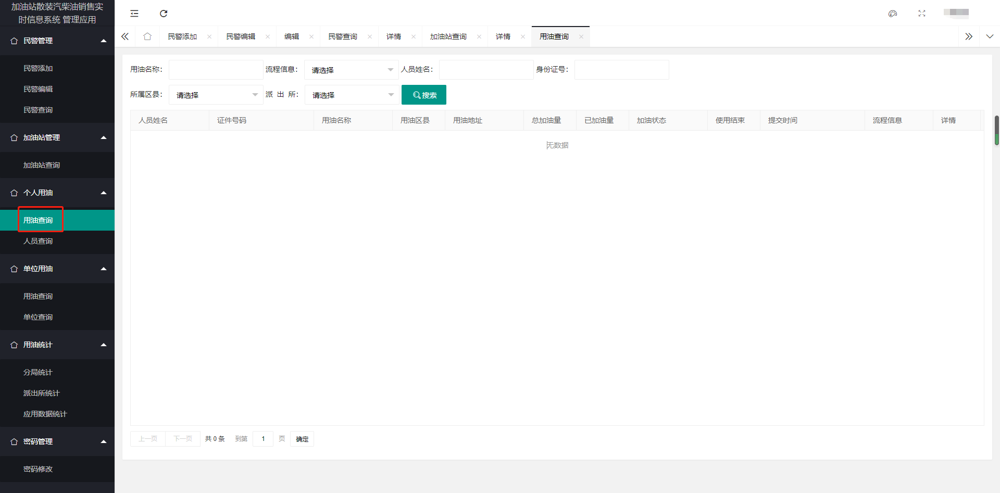 加油站散装汽柴油销售实
时信息系统 管理应用
民警管理
民警添加
民警编辑
民警查询
加油站管理
加油站查询
个人用油
用油查询
人员查询
单位用油
用油查询
单位查询
用油统计
分局统计
派出所统计
应用数据统计
密码管理
密码修改
民警添加 民警编辑 编辑 民警查询 详情 加油站查询 详情 用油查询
用油名称: 流程信息: 请选择 人员姓名: 身份证号:
所属区县: 请选择 派 出 所: 请选择 搜索
人员姓名 证件号码 用油名称 用油区县 用油地址 总加油量 已加油量 加油状态 使用结束 提交时间 流程信息 详情
无数据
上一页 下一页 共 0 条 到第 1 页 确定